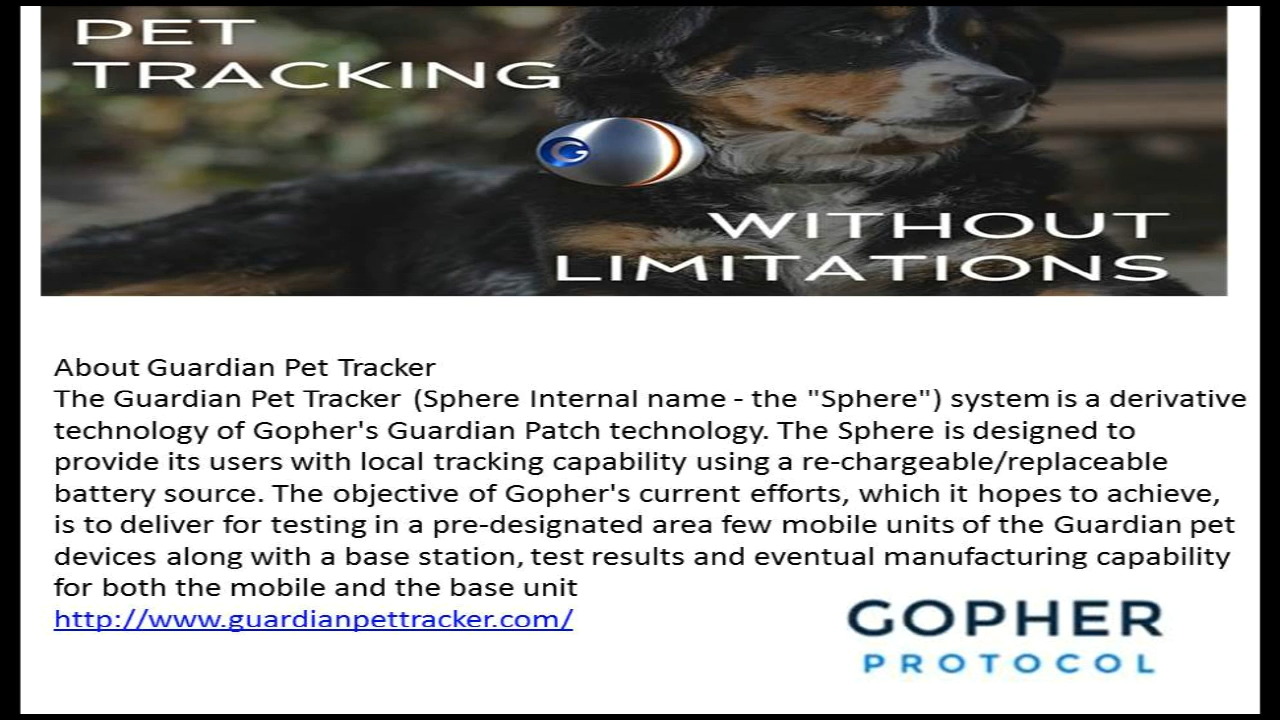 PET
TRACKING
G
WITHOUT
LIMITATIONS
About Guardian Pet Tracker
The Guardian Pet Tracker (Sphere Internal name - the "Sphere") system is a derivative
technology of Gopher's Guardian Patch technology. The Sphere is designed to
provide its users with local tracking capability using a re-chargeable/replaceable
battery source. The objective of Gopher's current efforts, which it hopes to achieve,
is to deliver for testing in a pre-designated area few mobile units of the Guardian pet
devices along with a base station, test results and eventual manufacturing capability
for both the mobile and the base unit
http://www.guardianpettracker.com/
GOPHER
PROTOCOL